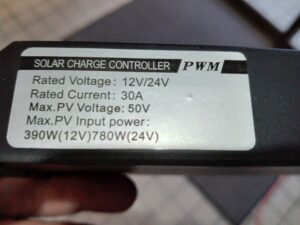 SOLAR CHARGE CONTROLLER PWM
Rated Voltage: 12V/24V
Rated Current: 30A
Max.PV Voltage: 50V
Max.PV Input power:
390W(12V)780W(24V)